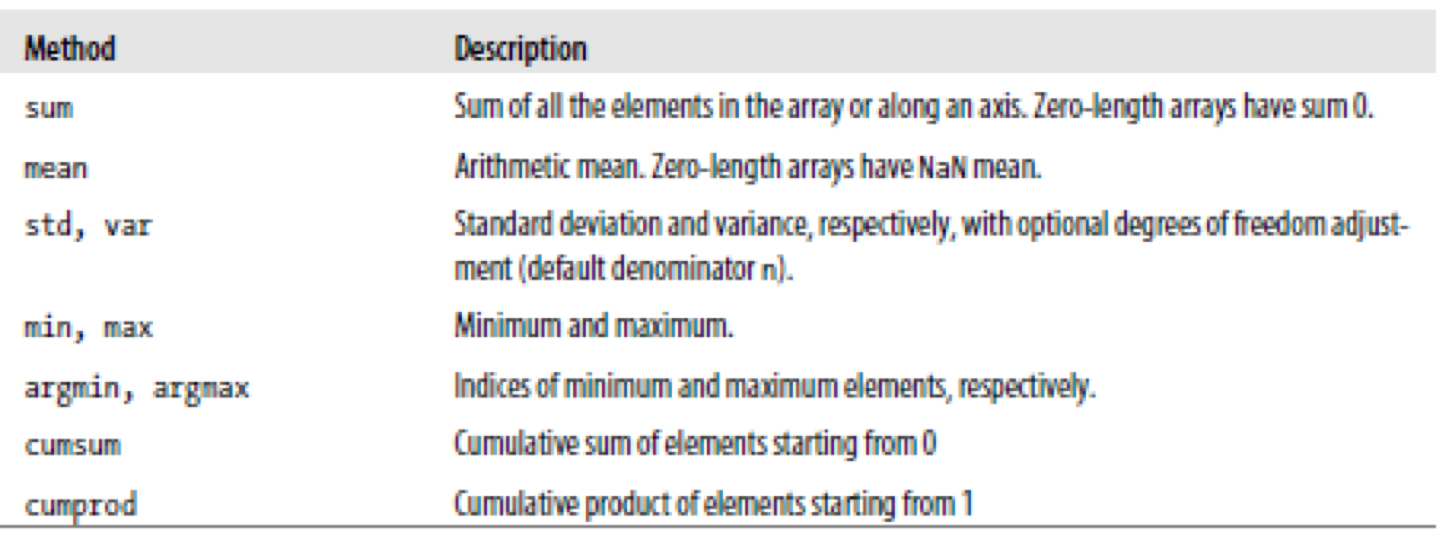 Method Description
sum Sum of all the elements in the array or along an axis. Zero-length arrays have sum 0.
mean Arithmetic mean. Zero-length arrays have NaN mean.
std, var Standard deviation and variance, respectively, with optional degrees of freedom adjust-
ment (default denominator n).
min, max Minimum and maximum.
argmin, argmax Indices of minimum and maximum elements, respectively.
cumsum Cumulative sum of elements starting from 0
cumprod Cumulative product of elements starting from 1